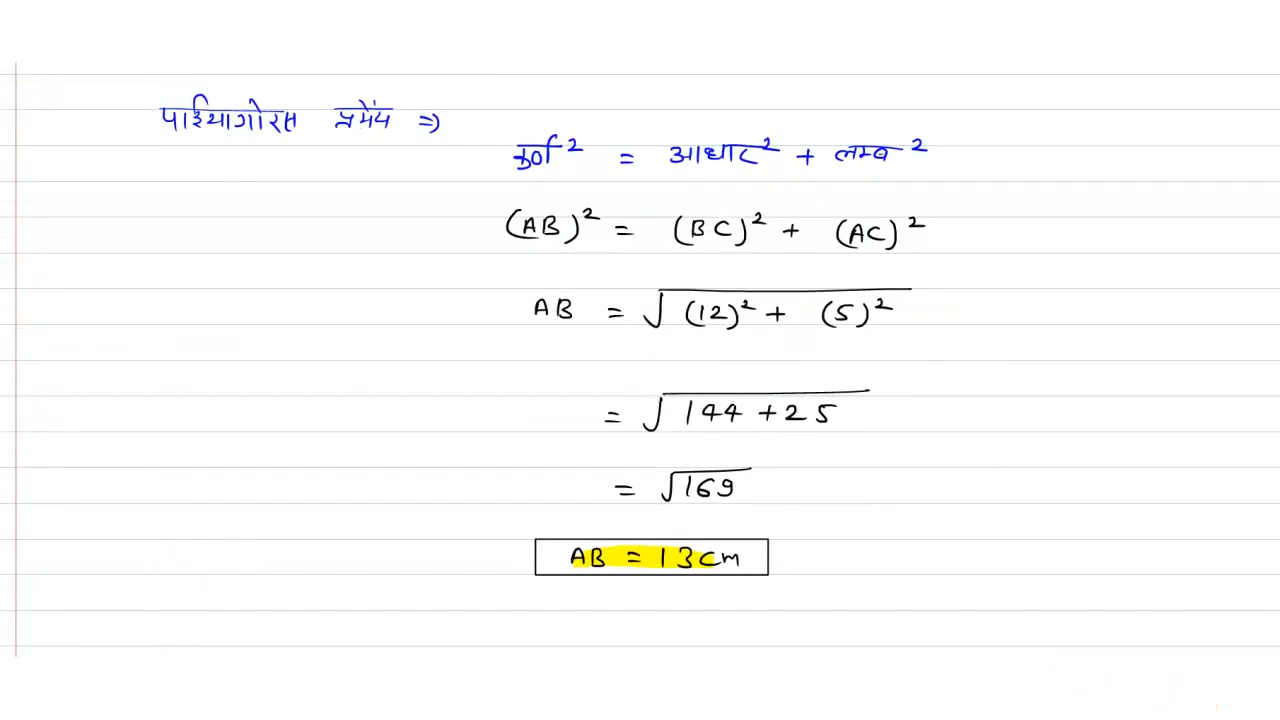 पाइथागोरस प्रमेय ⇒
कर्ण² = आधार² + लम्ब²
(AB)² = (BC)² + (AC)²
AB = √(12)² + (5)²
= √144 + 25
= √169
AB = 13cm